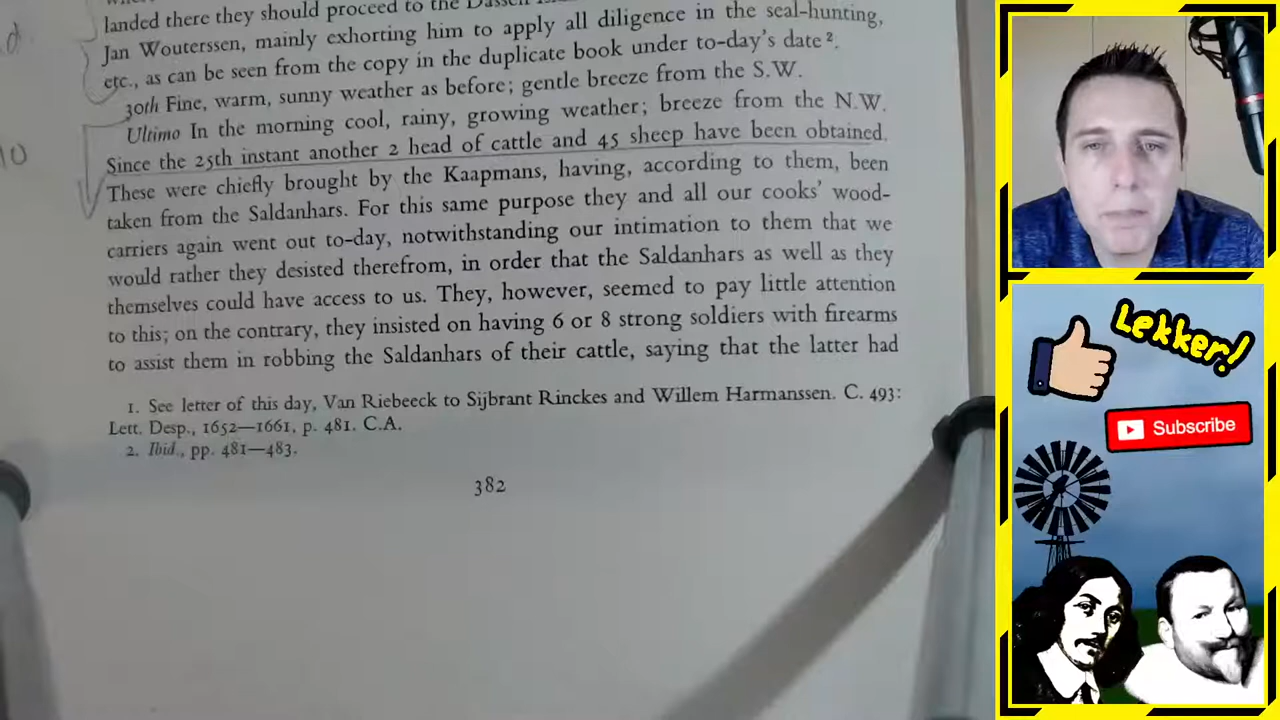 landed there they should proceed to the Dassen
Jan Wouterssen, mainly exhorting him to apply all diligence in the seal-hunting,
etc., as can be seen from the copy in the duplicate book under to-day's date².
30th Fine, warm, sunny weather as before; gentle breeze from the S.W.
Ultimo In the morning cool, rainy, growing weather; breeze from the N.W.
Since the 25th instant another 2 head of cattle and 45 sheep have been obtained.
These were chiefly brought by the Kaapmans, having, according to them, been
taken from the Saldanhars. For this same purpose they and all our cooks' wood-
carriers again went out to-day, notwithstanding our intimation to them that we
would rather they desisted therefrom, in order that the Saldanhars as well as they
themselves could have access to us. They, however, seemed to pay little attention
to this; on the contrary, they insisted on having 6 or 8 strong soldiers with firearms
to assist them in robbing the Saldanhars of their cattle, saying that the latter had
1. See letter of this day, Van Riebeeck to Sijbrant Rinckes and Willem Harmanssen. C. 493:
Lett. Desp., 1652—1661, p. 481. C.A.
2. Ibid., pp. 481—483.
382
d.
10
Lekker!
Subscribe